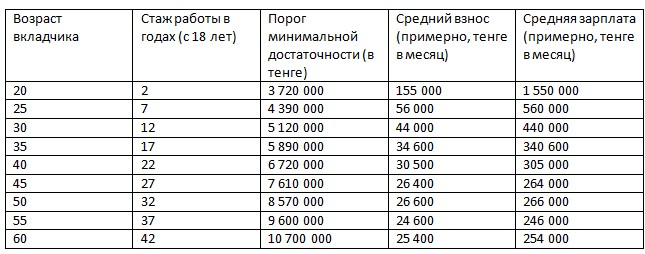 Возраст вкладчика Стаж работы в годах (с 18 лет) Порог минимальной достаточности (в тенге) Средний взнос (примерно, тенге в месяц) Средняя зарплата (примерно, тенге в месяц)
20 2 3 720 000 155 000 1 550 000
25 7 4 390 000 56 000 560 000
30 12 5 120 000 44 000 440 000
35 17 5 890 000 34 600 340 600
40 22 6 720 000 30 500 305 000
45 27 7 610 000 26 400 264 000
50 32 8 570 000 26 600 266 000
55 37 9 600 000 24 600 246 000
60 42 10 700 000 25 400 254 000